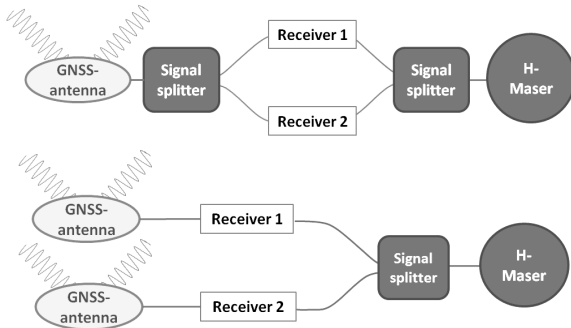 Receiver 1
GNSS-
antenna
Signal
splitter
Signal
splitter
H-
Maser
Receiver 2
GNSS-
antenna
Receiver 1
GNSS-
antenna
Receiver 2
Signal
splitter
H-
Maser